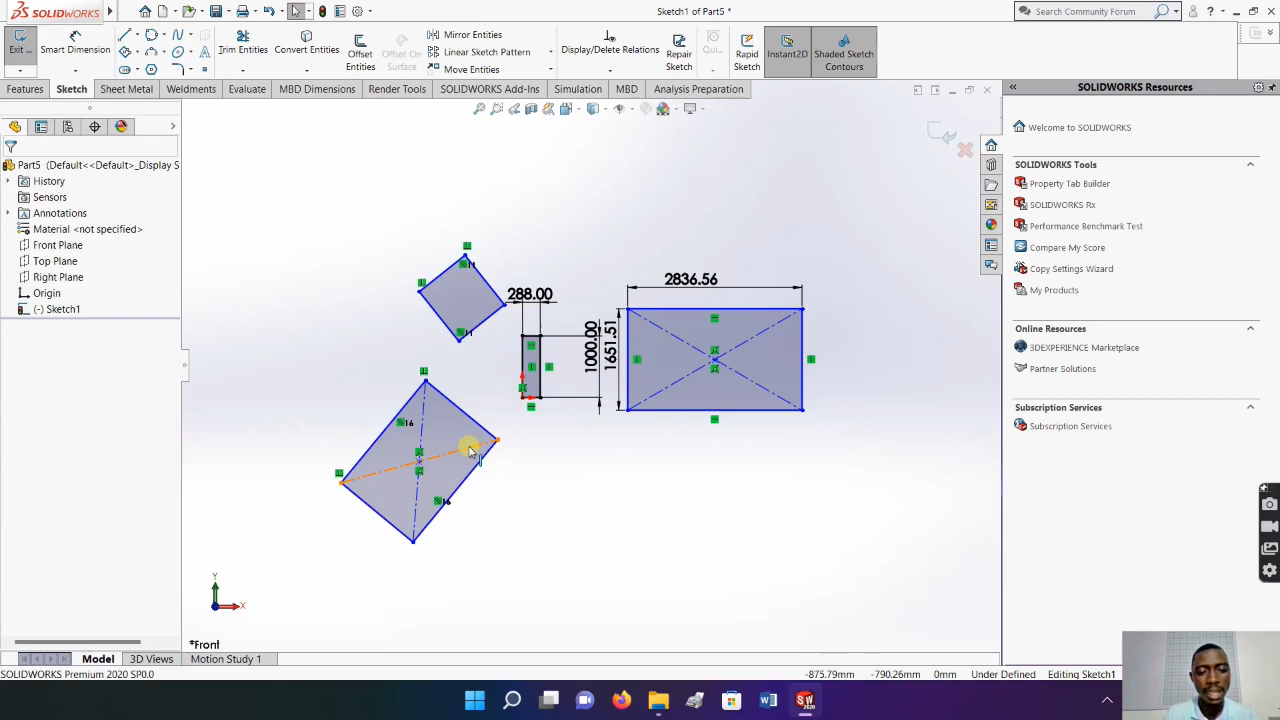 SOLIDWORKS
Sketch1 of Part5 *
Search Community Forum
Exit ...
Smart Dimension
Trim Entities
Convert Entities
Offset Entities
Offset On Surface
Mirror Entities
Linear Sketch Pattern
Move Entities
Display/Delete Relations
Repair Sketch
Qui...
Rapid Sketch
Instant2D
Shaded Sketch Contours
Features
Sketch
Sheet Metal
Weldments
Evaluate
MBD Dimensions
Render Tools
SOLIDWORKS Add-Ins
Simulation
MBD
Analysis Preparation
SOLIDWORKS Resources
Welcome to SOLIDWORKS
SOLIDWORKS Tools
Property Tab Builder
SOLIDWORKS Rx
Performance Benchmark Test
Compare My Score
Copy Settings Wizard
My Products
Online Resources
3DEXPERIENCE Marketplace
Partner Solutions
Subscription Services
Subscription Services
Part5 (Default<<Default>_Display S
History
Sensors
Annotations
Material <not specified>
Front Plane
Top Plane
Right Plane
Origin
(-) Sketch1
11
11
288.00
1000.00
1651.51
2836.56
16
16
Y
X
*Front
Model
3D Views
Motion Study 1
SOLIDWORKS Premium 2020 SP0.0
-875.79mm
-790.26mm
0mm
Under Defined
Editing Sketch1